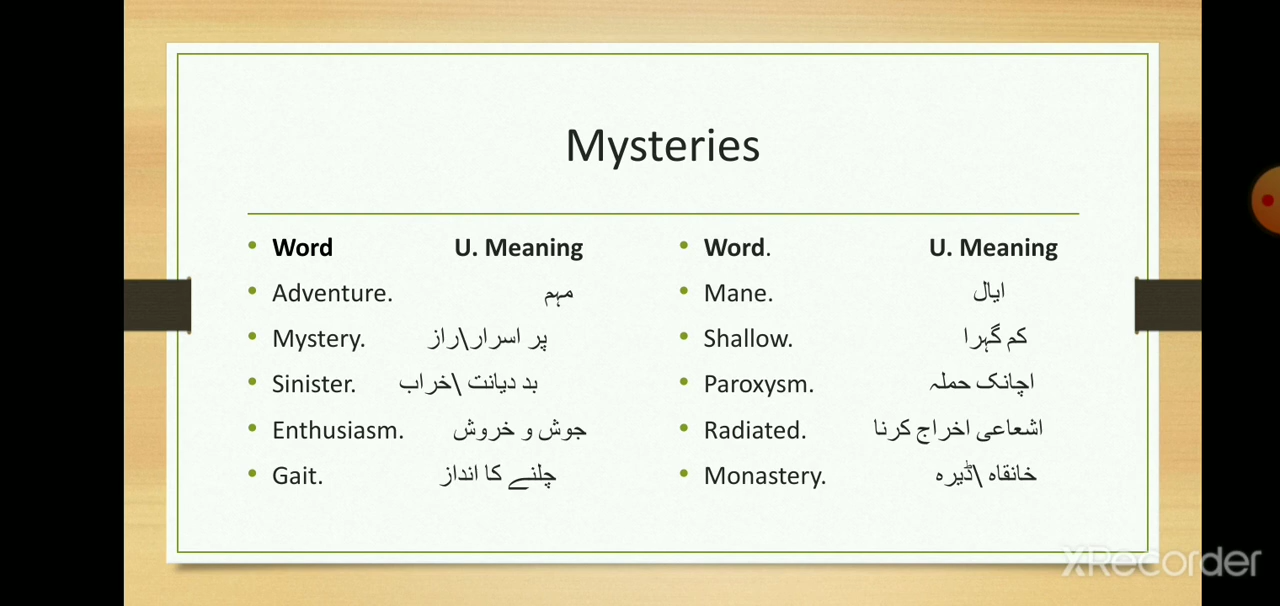 Mysteries
Word U. Meaning
Adventure. مہم
Mystery. پر اسرار\راز
Sinister. بد دیانت \خراب
Enthusiasm. جوش و خروش
Gait. چلنے کا انداز
Word. U. Meaning
Mane. ایال
Shallow. کم گہرا
Paroxysm. اچانک حملہ
Radiated. اشعاعی اخراج کرنا
Monastery. خانقاہ \ڈیرہ
XRecorder